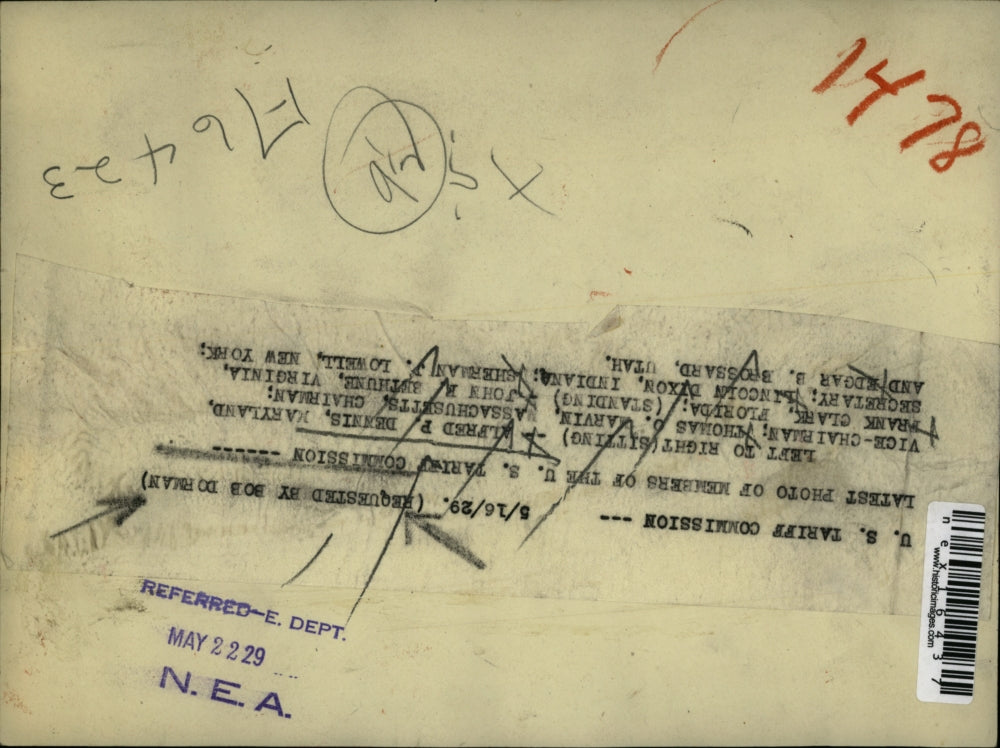 1478
U. S. TARIFF COMMISSION --- 5/16/29. (REQUESTED BY BOB DORMAN)
LATEST PHOTO OF MEMBERS OF THE U. S. TARIFF COMMISSION ------
LEFT TO RIGHT(SITTING) - ALFRED P. DENNIS, MARYLAND,
VICE-CHAIRMAN; THOMAS O. MARVIN, MASSACHUSETTS, CHAIRMAN;
FRANK CLARK, FLORIDA; (STANDING) - JOHN F. BETHUNE, VIRGINIA,
SECRETARY; LINCOLN DIXON, INDIANA; SHERMAN J. LOWELL, NEW YORK;
AND EDGAR B. BROSSARD, UTAH.
REFERRED-E. DEPT.
MAY 22 29
N. E. A.
www.historicimages.com
nex16437